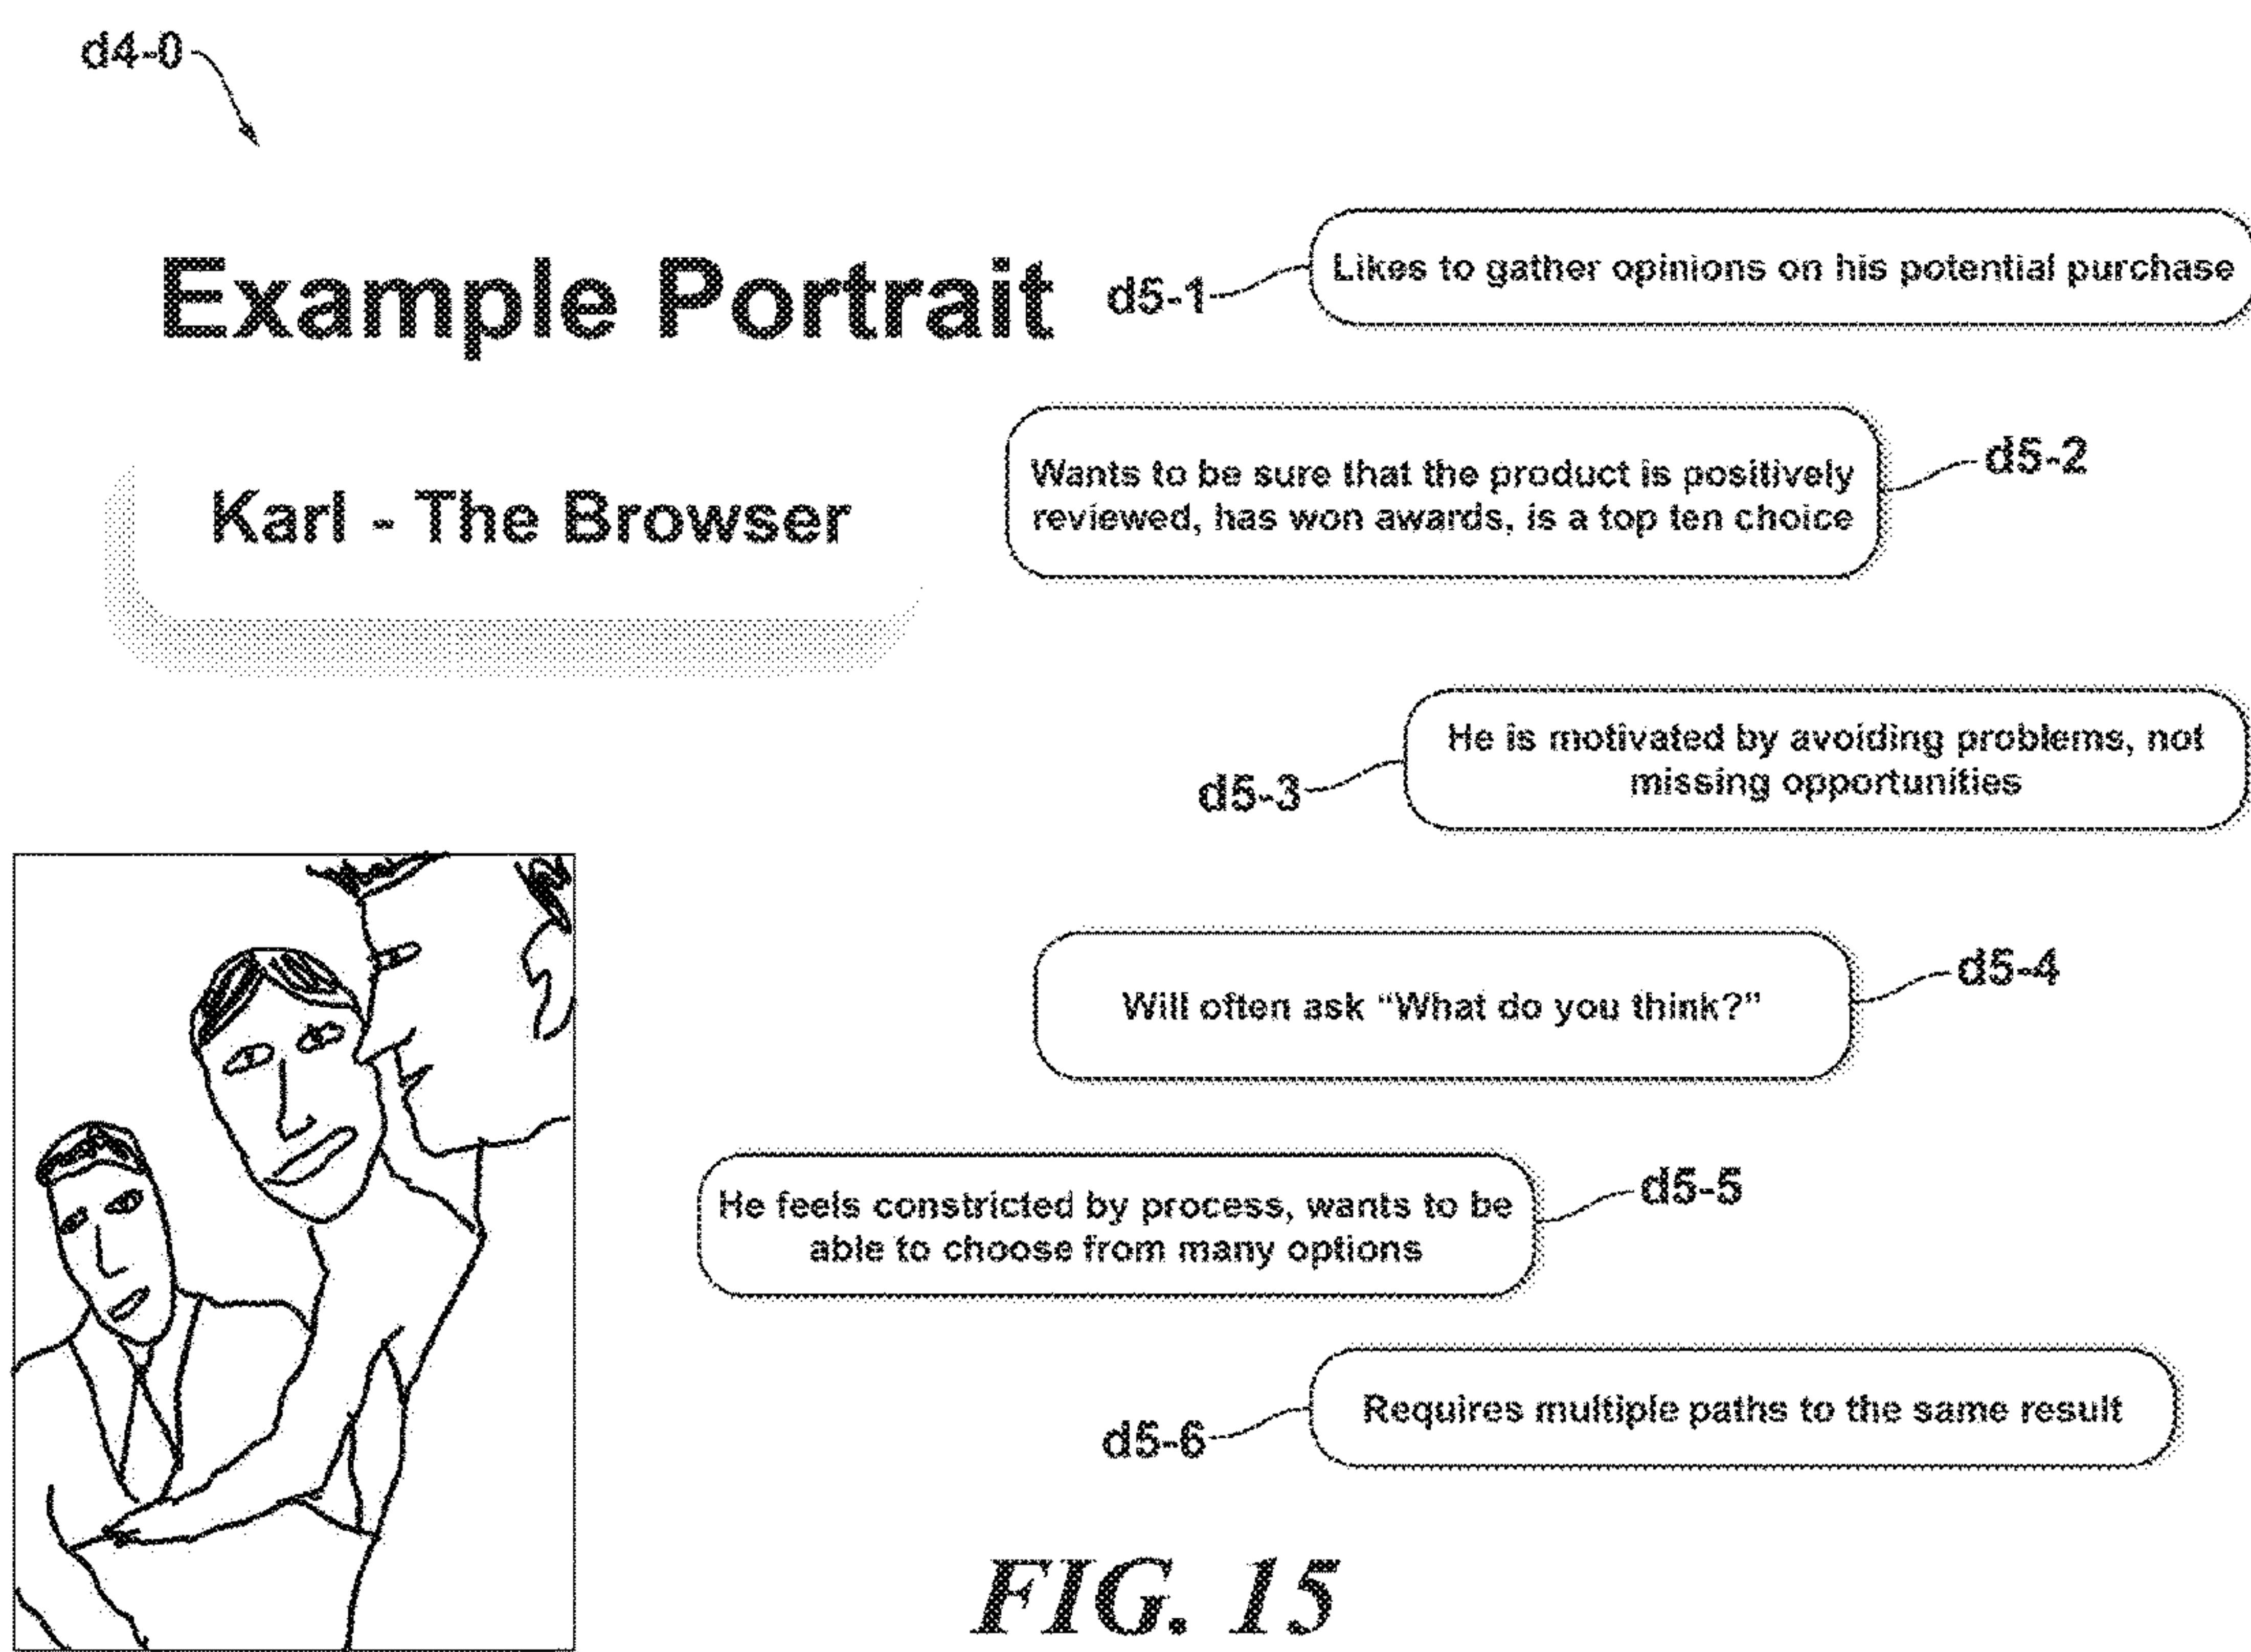 d4-0
Example Portrait
d5-1
Likes to gather opinions on his potential purchase
Karl - The Browser
Wants to be sure that the product is positively
reviewed, has won awards, is a top ten choice
d5-2
He is motivated by avoiding problems, not
missing opportunities
d5-3
Will often ask “What do you think?”
d5-4
He feels constricted by process, wants to be
able to choose from many options
d5-5
Requires multiple paths to the same result
d5-6
FIG. 15